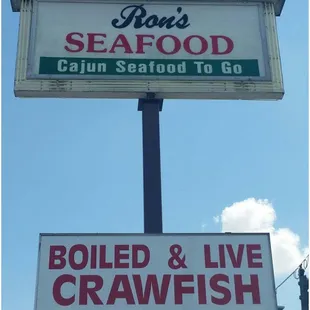 Ron's
SEAFOOD
Cajun Seafood To Go
BOILED & LIVE
CRAWFISH